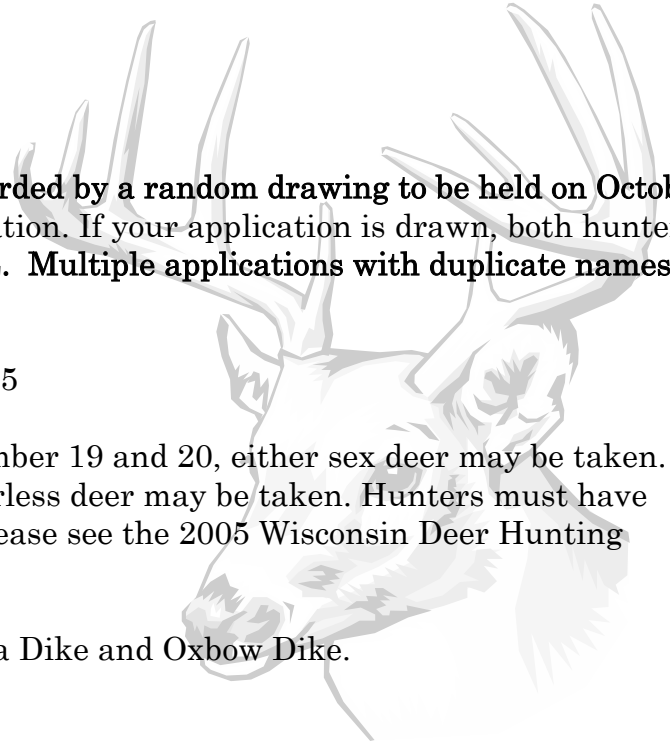 rded by a random drawing to be held on Octob
tion. If your application is drawn, both hunte
. Multiple applications with duplicate names
5
nber 19 and 20, either sex deer may be taken.
rless deer may be taken. Hunters must have
ease see the 2005 Wisconsin Deer Hunting
a Dike and Oxbow Dike.